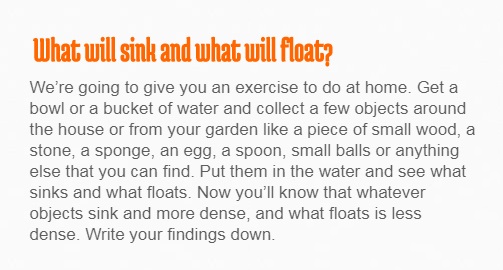 What will sink and what will float?
We're going to give you an exercise to do at home. Get a
bowl or a bucket of water and collect a few objects around
the house or from your garden like a piece of small wood, a
stone, a sponge, an egg, a spoon, small balls or anything
else that you can find. Put them in the water and see what
sinks and what floats. Now you'll know that whatever
objects sink and more dense, and what floats is less
dense. Write your findings down.